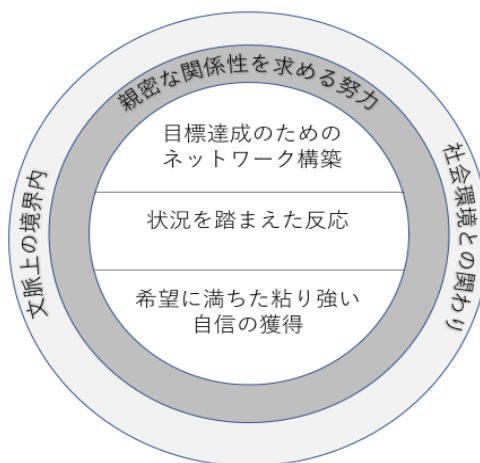 親密な関係性を求める努力
目標達成のための
ネットワーク構築
状況を踏まえた反応
希望に満ちた粘り強い
自信の獲得
文脈上の境界内
社会環境との関わり